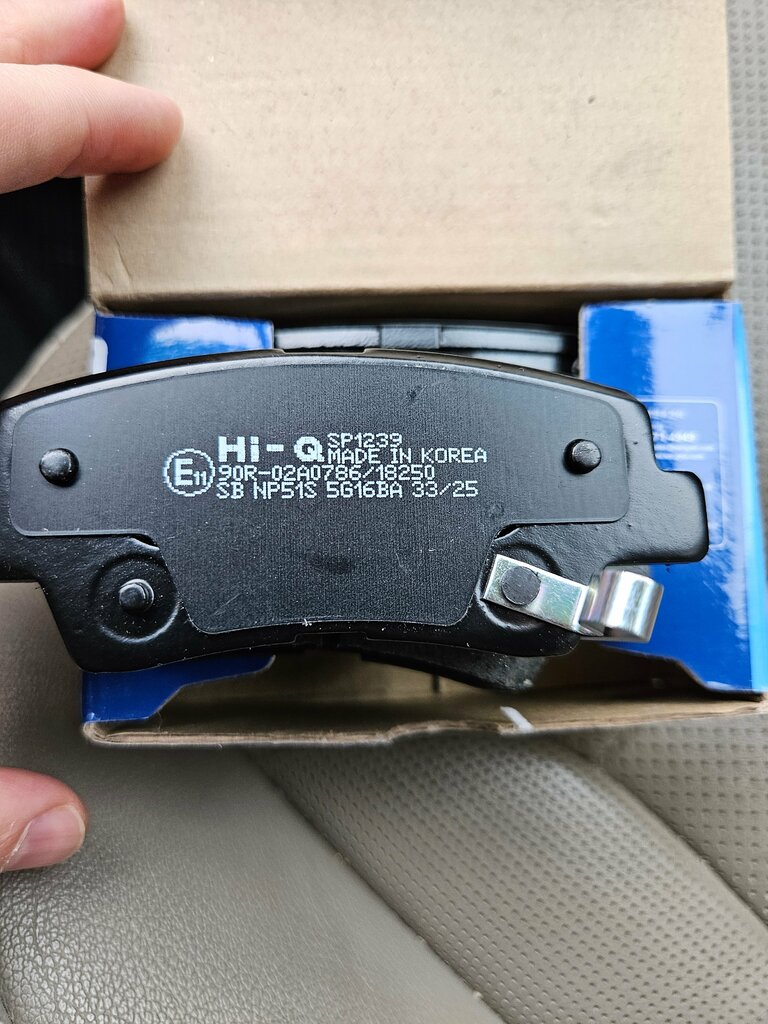 Hi-Q SP1239
MADE IN KOREA
E11 90R-02A0786/18250
SB NP51S 5G16BA 33/25